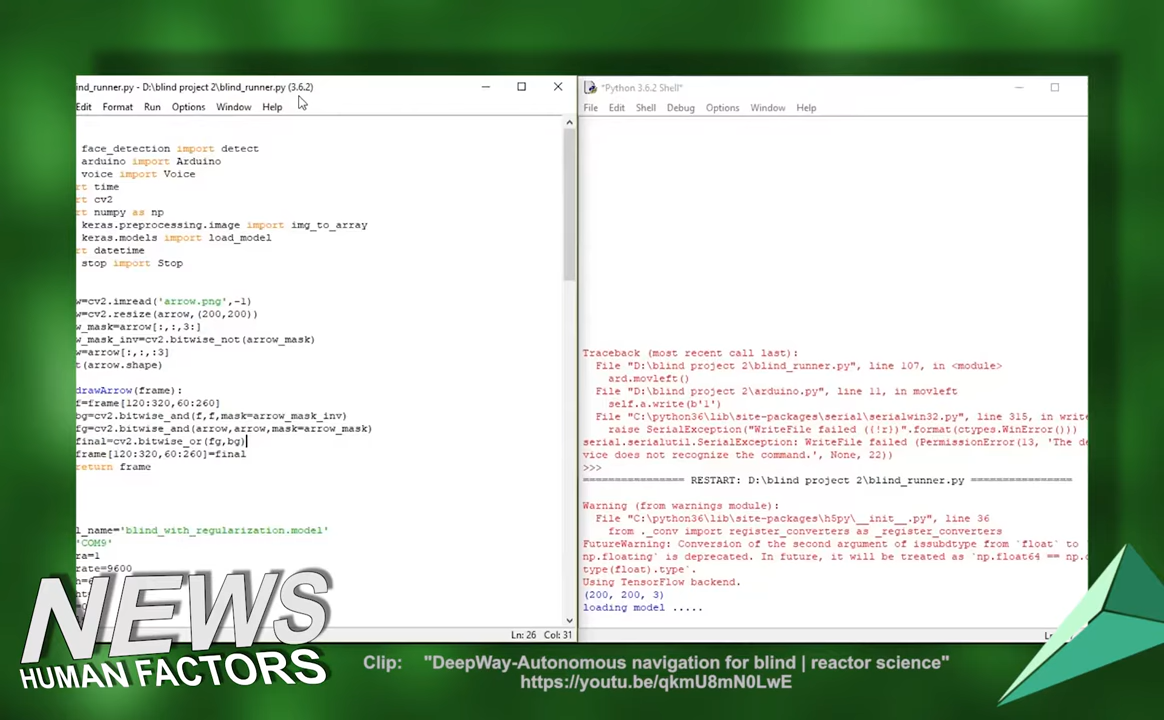 ind_runner.py - D:\blind project 2\blind_runner.py (3.6.2)
Edit Format Run Options Window Help
face_detection import detect
arduino import Arduino
voice import Voice
rt time
rt cv2
rt numpy as np
keras.preprocessing.image import img_to_array
keras.models import load_model
rt datetime
stop import Stop
w=cv2.imread('arrow.png',-1)
w=cv2.resize(arrow,(200,200))
w_mask=arrow[:,:,3:]
w_mask_inv=cv2.bitwise_not(arrow_mask)
w=arrow[:,:,:3]
t(arrow.shape)
drawArrow(frame):
f=frame[120:320,60:260]
bg=cv2.bitwise_and(f,f,mask=arrow_mask_inv)
fg=cv2.bitwise_and(arrow,arrow,mask=arrow_mask)
final=cv2.bitwise_or(fg,bg)
frame[120:320,60:260]=final
return frame
l_name='blind_with_regularization.model'
'COM9'
ra=1
rate=9600
Ln: 26 Col: 31
*Python 3.6.2 Shell*
File Edit Shell Debug Options Window Help
Traceback (most recent call last):
File "D:\blind project 2\blind_runner.py", line 107, in <module>
ard.movleft()
File "D:\blind project 2\arduino.py", line 11, in movleft
self.a.write(b'1')
File "C:\python36\lib\site-packages\serial\serialwin32.py", line 315, in write
raise SerialException("WriteFile failed ({!r})".format(ctypes.WinError()))
serial.serialutil.SerialException: WriteFile failed (PermissionError(13, 'The de
vice does not recognize the command.', None, 22))
>>>
================ RESTART: D:\blind project 2\blind_runner.py ================
Warning (from warnings module):
File "C:\python36\lib\site-packages\h5py\__init__.py", line 36
from ._conv import register_converters as _register_converters
FutureWarning: Conversion of the second argument of issubdtype from `float` to `
np.floating` is deprecated. In future, it will be treated as `np.float64 == np.d
type(float).type`.
Using TensorFlow backend.
(200, 200, 3)
loading model .....
NEWS
HUMAN FACTORS
Clip: "DeepWay-Autonomous navigation for blind | reactor science"
https://youtu.be/qkmU8mN0LwE